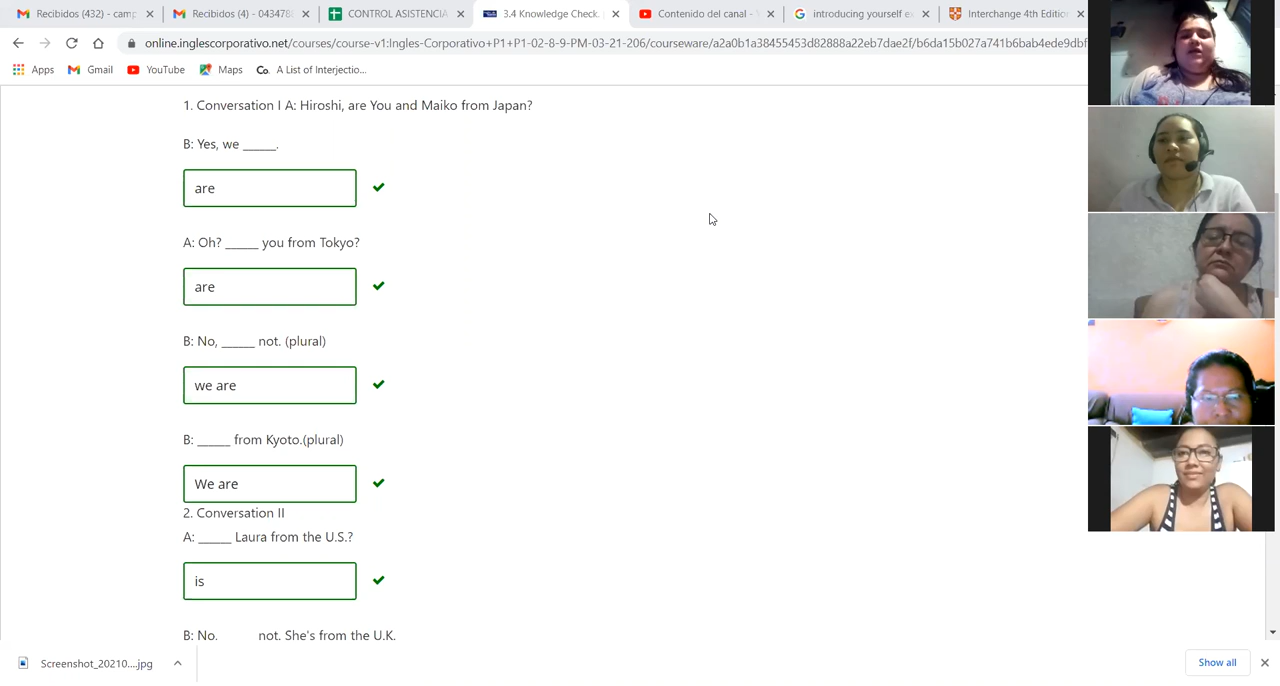 Recibidos (432) - camp
Recibidos (4) - 043478
CONTROL ASISTENCIA
3.4 Knowledge Check.
Contenido del canal - Y
introducing yourself e
Interchange 4th Edition
online.inglescorporativo.net/courses/course-v1:Ingles-Corporativo+P1+P1-02-8-9-PM-03-21-206/courseware/a2a0b1a38455453d82888a22eb7dae2f/b6da15b027a741b6bab4ede9dbf
Apps
Gmail
YouTube
Maps
Co. A List of Interjectio...
1. Conversation I A: Hiroshi, are You and Maiko from Japan?
B: Yes, we _____.
are
A: Oh? _____ you from Tokyo?
are
B: No, _____ not. (plural)
we are
B: _____ from Kyoto.(plural)
We are
2. Conversation II
A: _____ Laura from the U.S.?
is
B: No. not. She's from the U.K.
Screenshot_20210....jpg
Show all